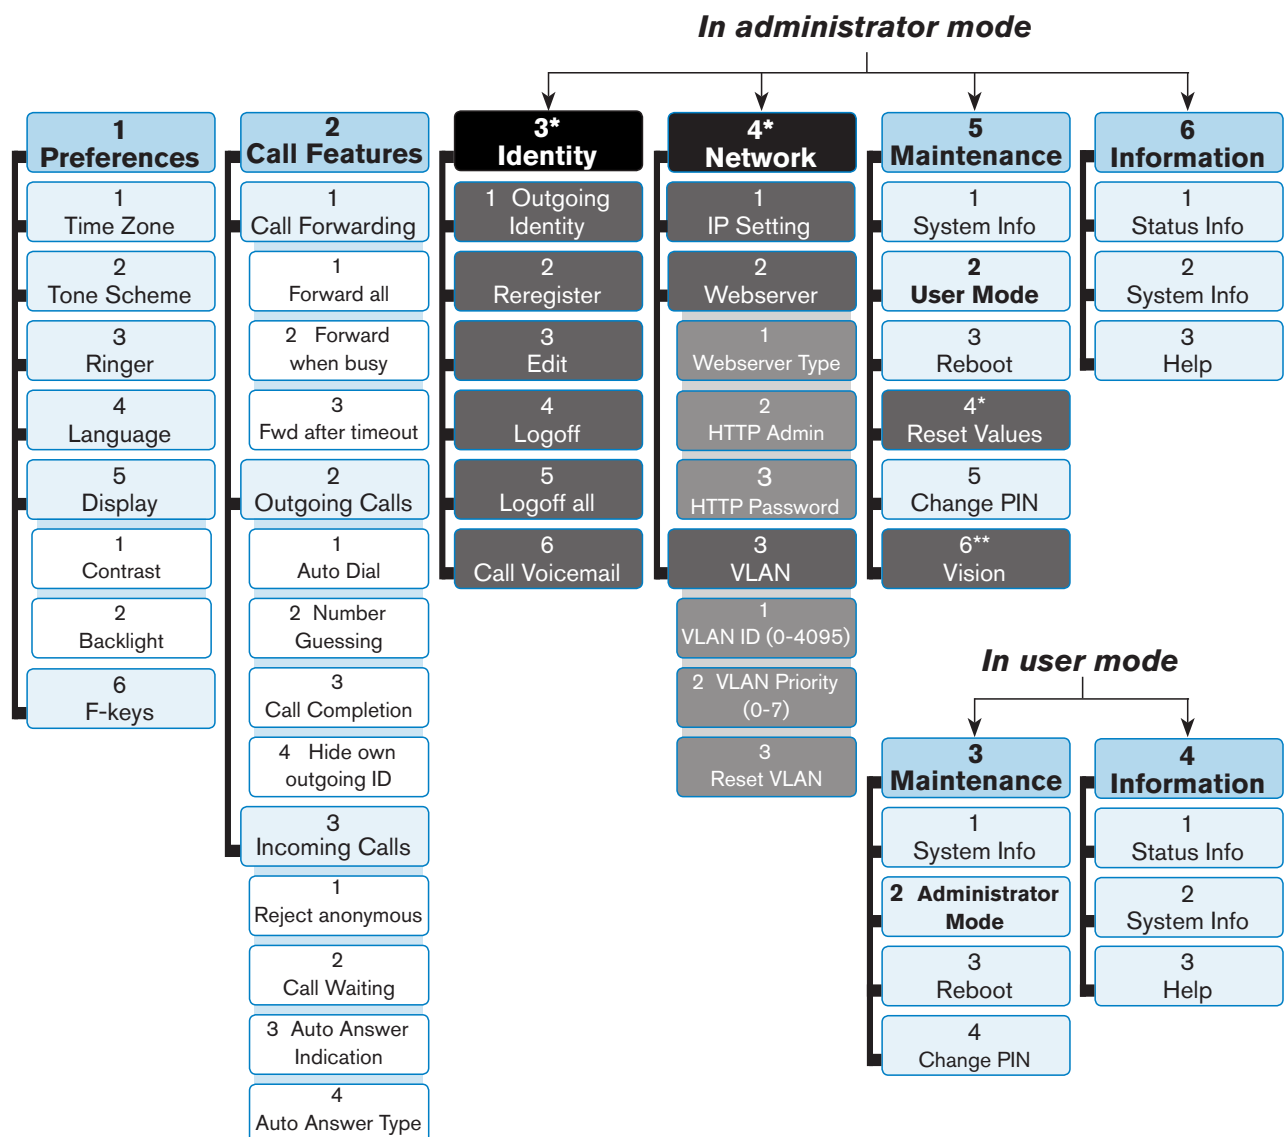 In administrator mode
1
Preferences
1
Time Zone
2
Tone Scheme
3
Ringer
4
Language
5
Display
1
Contrast
2
Backlight
6
F-keys
2
Call Features
1
Call Forwarding
1
Forward all
2 Forward
when busy
3
Fwd after timeout
2
Outgoing Calls
1
Auto Dial
2 Number
Guessing
3
Call Completion
4 Hide own
outgoing ID
3
Incoming Calls
1
Reject anonymous
2
Call Waiting
3 Auto Answer
Indication
4
Auto Answer Type
3*
Identity
1 Outgoing
Identity
2
Reregister
3
Edit
4
Logoff
5
Logoff all
6
Call Voicemail
4*
Network
1
IP Setting
2
Webserver
1
Webserver Type
2
HTTP Admin
3
HTTP Password
3
VLAN
1
VLAN ID (0-4095)
2 VLAN Priority
(0-7)
3
Reset VLAN
5
Maintenance
1
System Info
2
User Mode
3
Reboot
4*
Reset Values
5
Change PIN
6**
Vision
6
Information
1
Status Info
2
System Info
3
Help
In user mode
3
Maintenance
1
System Info
2 Administrator
Mode
3
Reboot
4
Change PIN
4
Information
1
Status Info
2
System Info
3
Help